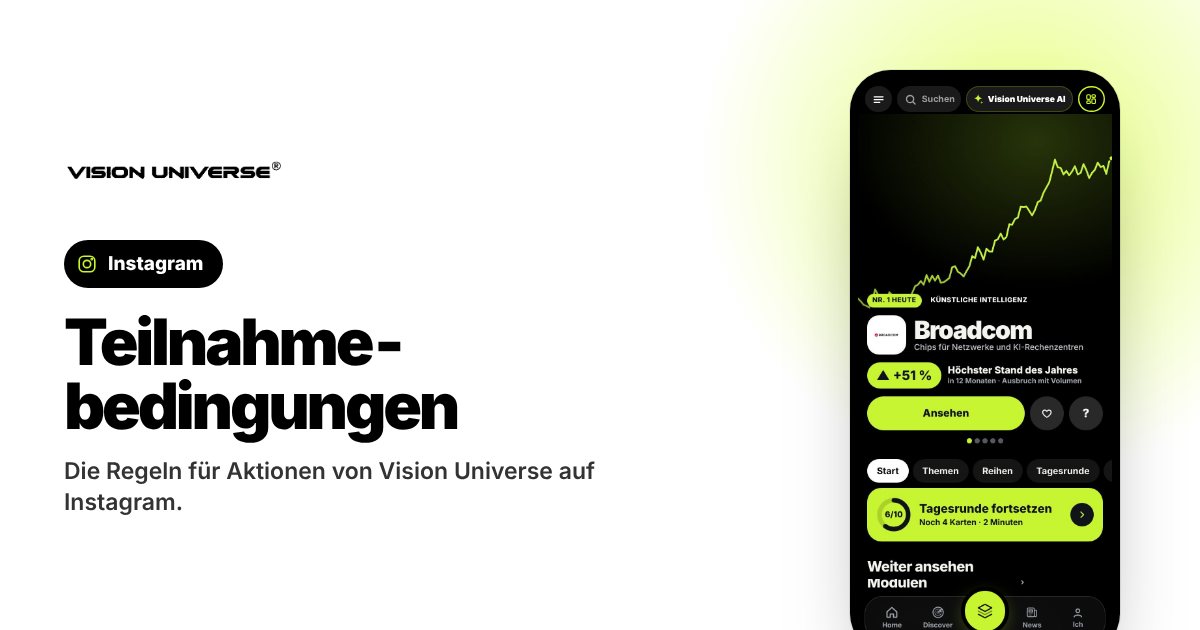 VISION UNIVERSE®
Instagram
Teilnahme-
bedingungen
Die Regeln für Aktionen von Vision Universe auf
Instagram.
Suchen
Vision Universe AI
NR. 1 HEUTE
KÜNSTLICHE INTELLIGENZ
BROADCOM
Broadcom
Chips für Netzwerke und KI-Rechenzentren
▲ +51 %
Höchster Stand des Jahres
in 12 Monaten · Ausbruch mit Volumen
Ansehen
?
Start
Themen
Reihen
Tagesrunde
6/10
Tagesrunde fortsetzen
Noch 4 Karten · 2 Minuten
Weiter ansehen
Modulen
Home
Discover
News
Ich